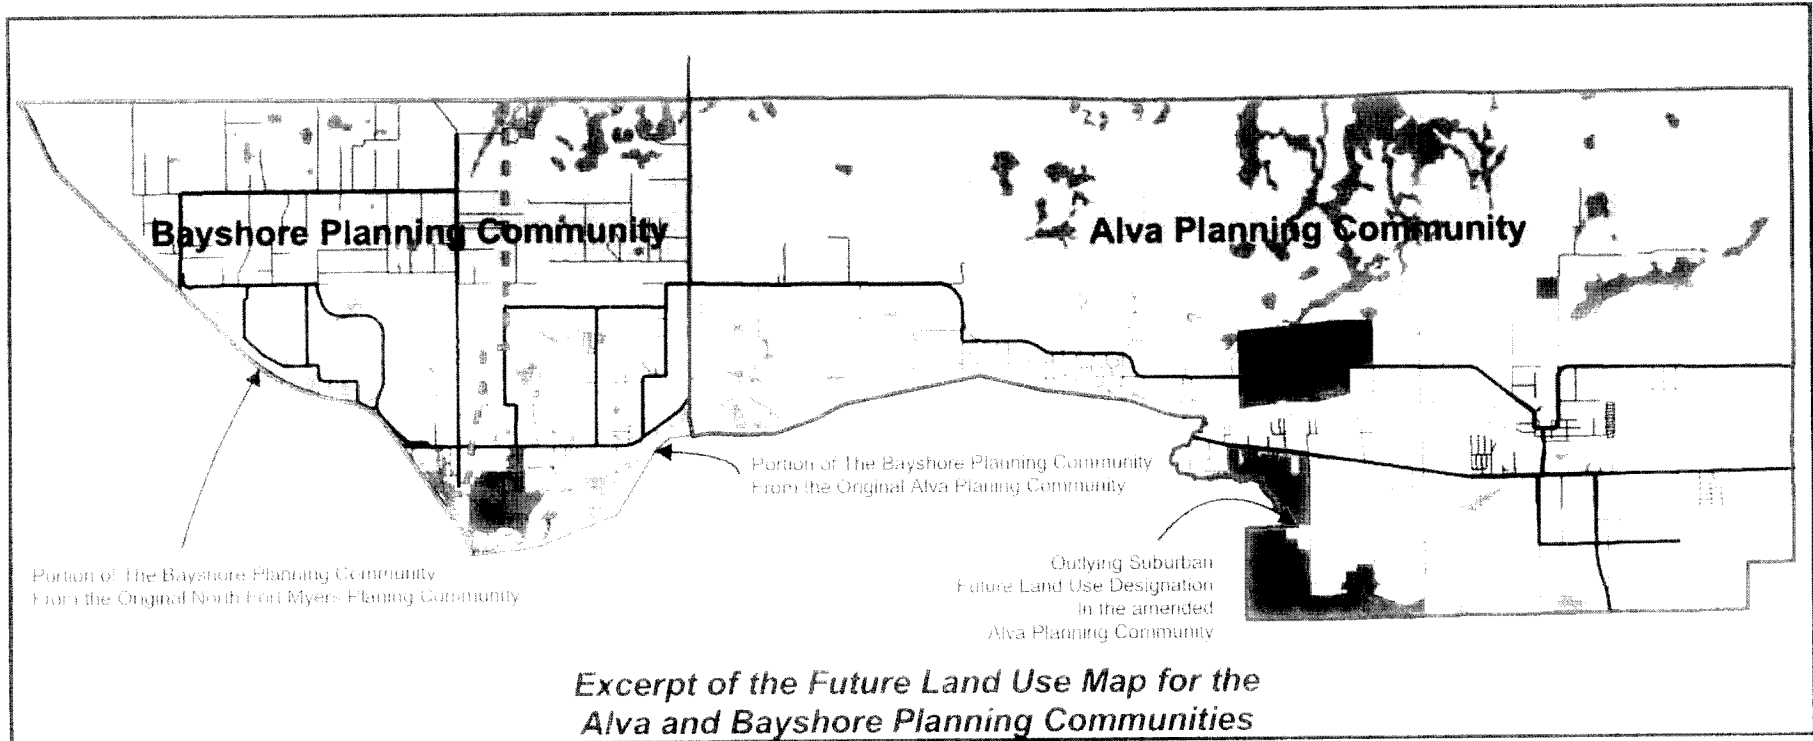 Bayshore Planning Community
Alva Planning Community
Portion of The Bayshore Planning Community
From the Original Alva Planing Community
Portion of The Bayshore Planning Community
From the Original North Fort Myers Planing Community
Outlying Suburban
Future Land Use Designation
In the amended
Alva Planning Community
Excerpt of the Future Land Use Map for the
Alva and Bayshore Planning Communities